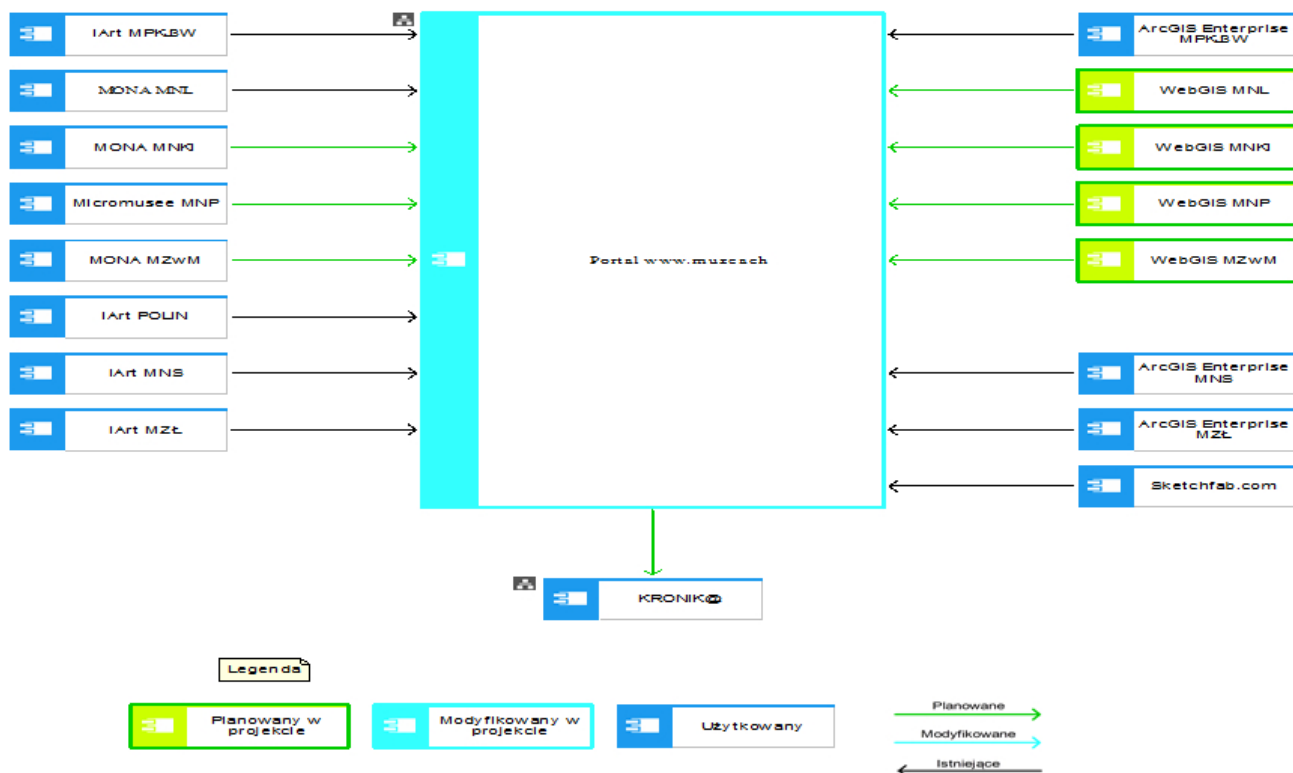 IArt MPKBW
MONA MNL
MONA MNKI
Micromusee MNP
MONA MZwM
IArt POLIN
IArt MNS
IArt MZŁ
Portal www.muzeach
ArcGIS Enterprise
MPKBW
WebGIS MNL
WebGIS MNKI
WebGIS MNP
WebGIS MZwM
ArcGIS Enterprise
MNS
ArcGIS Enterprise
MZŁ
Sketchfab.com
KRONIK@
Legenda
Planowany w
projekcie
Modyfikowany w
projekcie
Użytkowany
Planowane
Modyfikowane
Istniejące